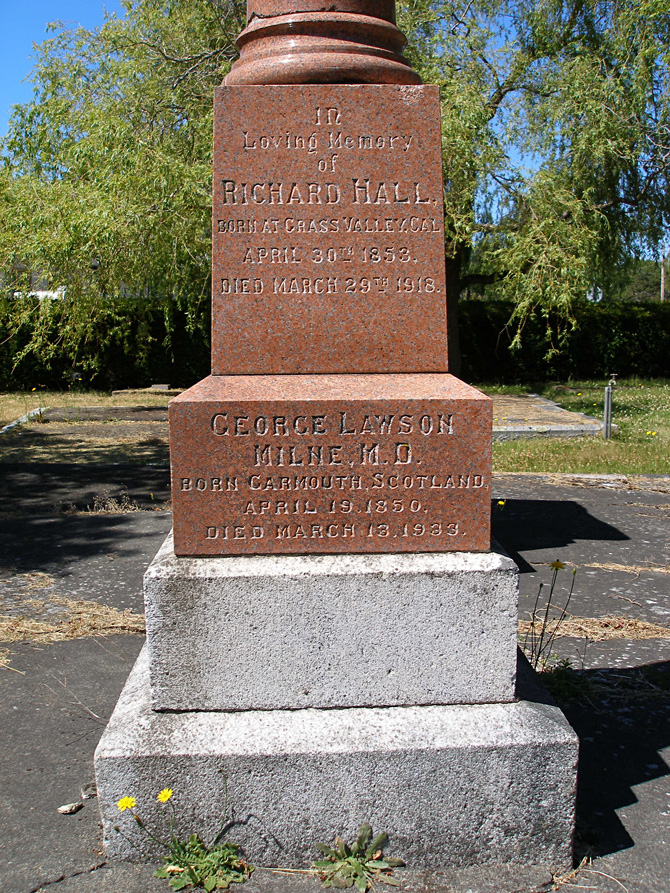 In
Loving Memory
of
RICHARD HALL,
BORN AT GRASS VALLEY, CAL
APRIL 30TH 1853.
DIED MARCH 29TH 1918.
GEORGE LAWSON
MILNE, M.D.
BORN GARMOUTH, SCOTLAND,
APRIL 19, 1850.
DIED MARCH 13, 1933.